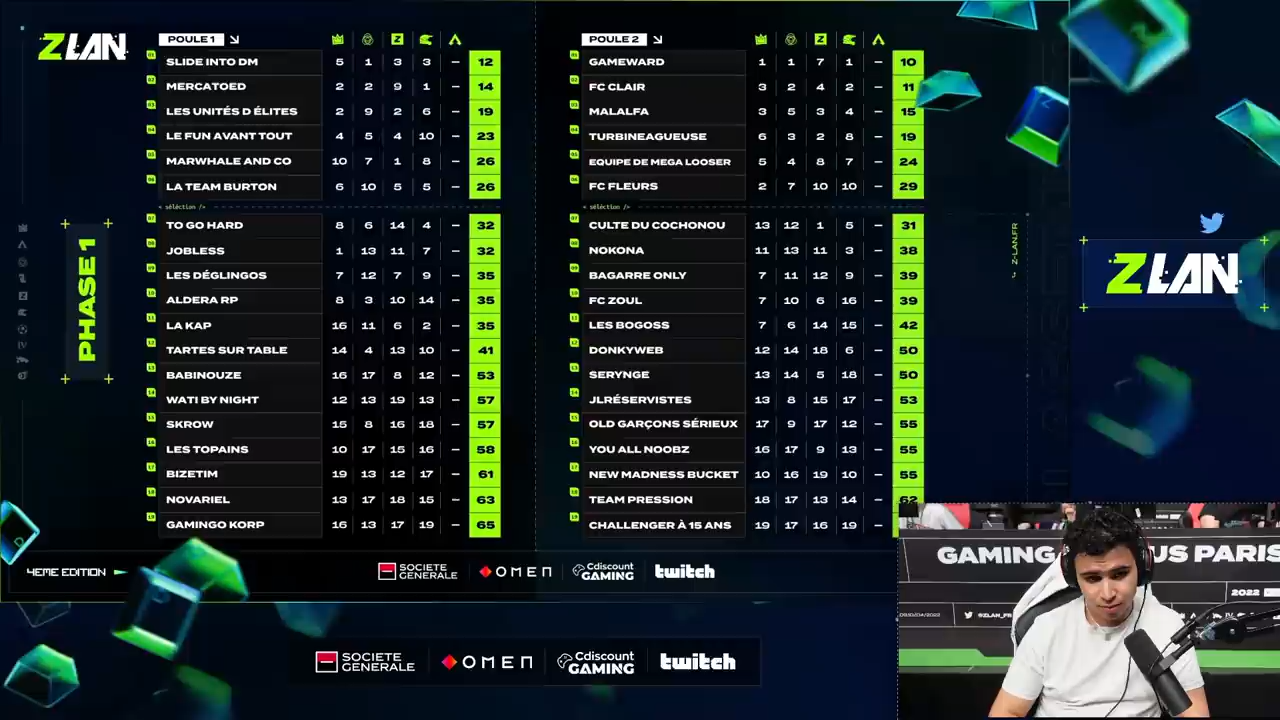 ZLAN
POULE 1
SLIDE INTO DM 5 1 3 3 – 12
MERCATOED 2 2 9 1 – 14
LES UNITÉS D ÉLITES 2 9 2 6 – 19
LE FUN AVANT TOUT 4 5 4 10 – 23
MARWHALE AND CO 10 7 1 8 – 26
LA TEAM BURTON 6 10 5 5 – 26
< séléction />
TO GO HARD 8 6 14 4 – 32
JOBLESS 1 13 11 7 – 32
LES DÉGLINGOS 7 12 7 9 – 35
ALDERA RP 8 3 10 14 – 35
LA KAP 16 11 6 2 – 35
TARTES SUR TABLE 14 4 13 10 – 41
BABINOUZE 16 17 8 12 – 53
WATI BY NIGHT 12 13 19 13 – 57
SKROW 15 8 16 18 – 57
LES TOPAINS 10 17 15 16 – 58
BIZETIM 19 13 12 17 – 61
NOVARIEL 13 17 18 15 – 63
GAMINGO KORP 16 13 17 19 – 65
POULE 2
GAMEWARD 1 1 7 1 – 10
FC CLAIR 3 2 4 2 – 11
MALALFA 3 5 3 4 – 15
TURBINEAGUEUSE 6 3 2 8 – 19
EQUIPE DE MEGA LOOSER 5 4 8 7 – 24
FC FLEURS 2 7 10 10 – 29
< séléction />
CULTE DU COCHONOU 13 12 1 5 – 31
NOKONA 11 13 11 3 – 38
BAGARRE ONLY 7 11 12 9 – 39
FC ZOUL 7 10 6 16 – 39
LES BOGOSS 7 6 14 15 – 42
DONKYWEB 12 14 18 6 – 50
SERYNGE 13 14 5 18 – 50
JLRÉSERVISTES 13 8 15 17 – 53
OLD GARÇONS SÉRIEUX 17 9 17 12 – 55
YOU ALL NOOBZ 16 17 9 13 – 55
NEW MADNESS BUCKET 10 16 19 10 – 55
TEAM PRESSION 18 17 13 14 – 62
CHALLENGER À 15 ANS 19 17 16 19 –
PHASE 1
Z-LAN.FR
ZLAN
4EME EDITION
SOCIETE GENERALE
OMEN
Cdiscount GAMING
twitch
SOCIETE GENERALE
OMEN
Cdiscount GAMING
twitch
GAMING US PARIS
2022
@ZLAN_FR